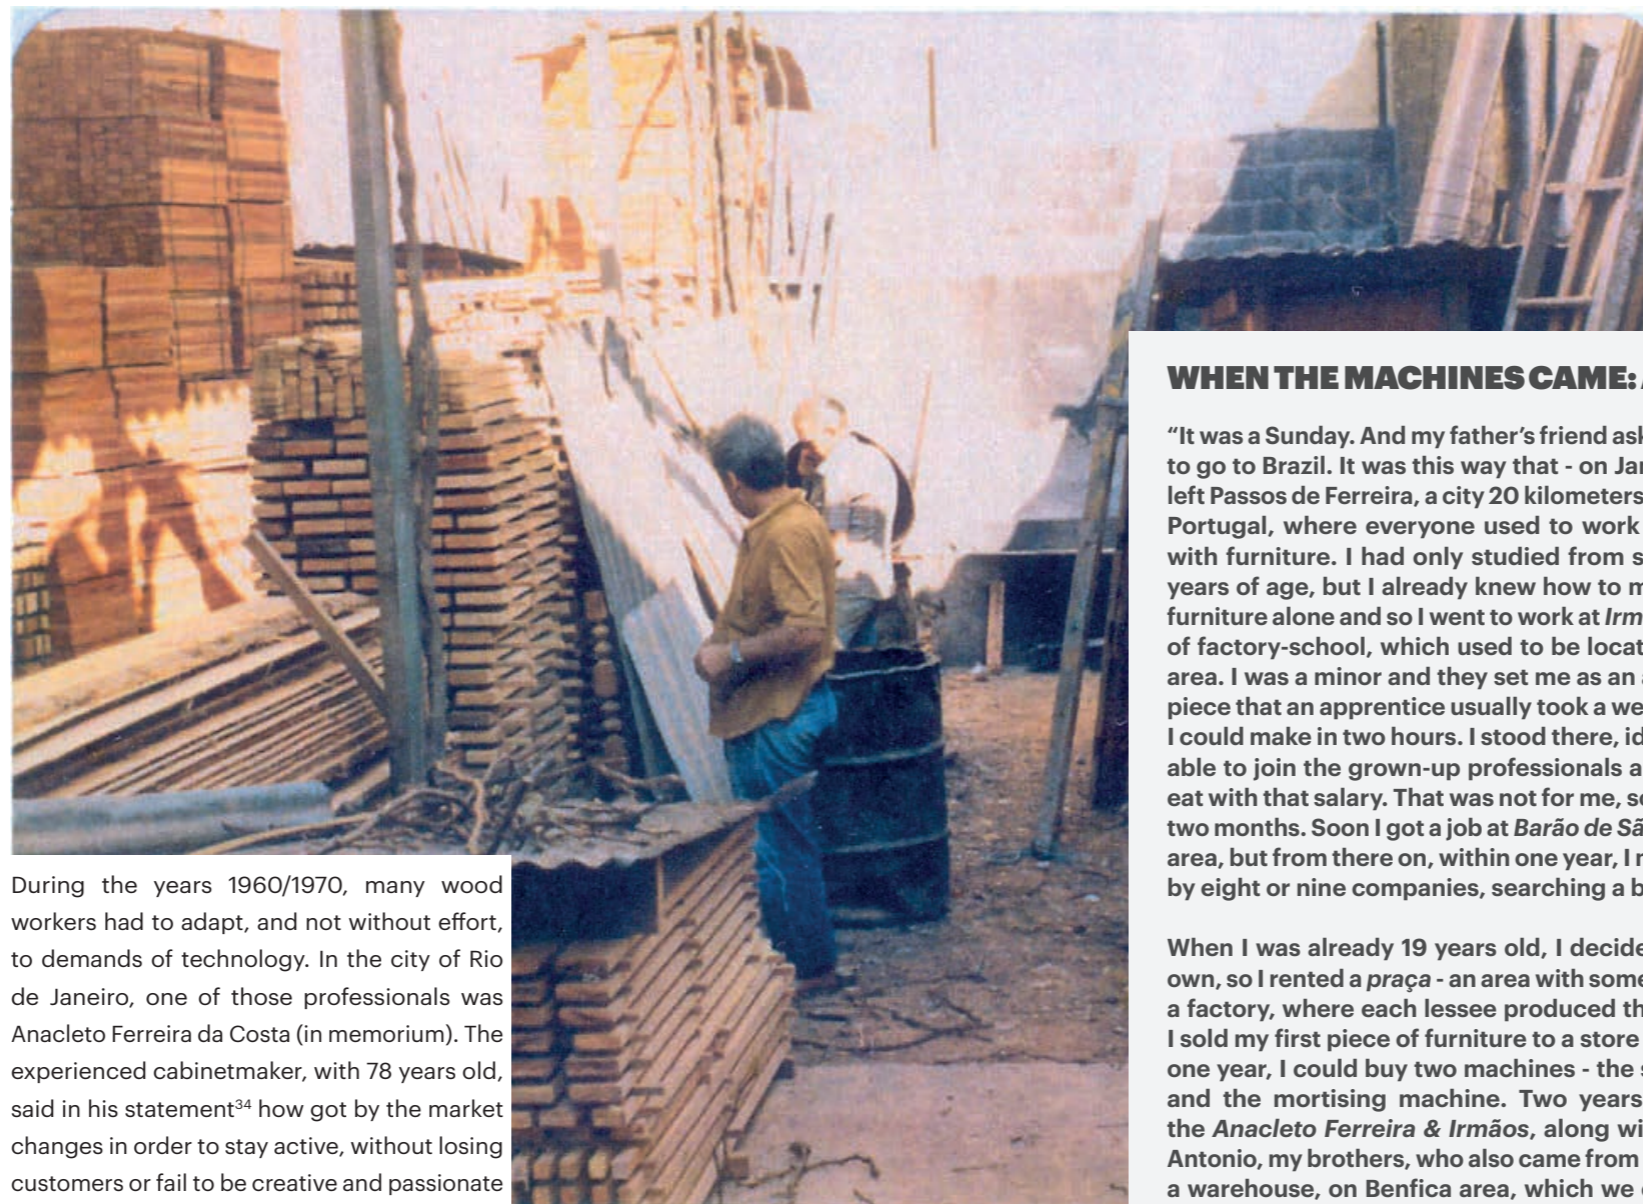 During the years 1960/1970, many wood
workers had to adapt, and not without effort,
to demands of technology. In the city of Rio
de Janeiro, one of those professionals was
Anacleto Ferreira da Costa (in memorium). The
experienced cabinetmaker, with 78 years old,
said in his statement³⁴ how got by the market
changes in order to stay active, without losing
customers or fail to be creative and passionate
WHEN THE MACHINES CAME:
“It was a Sunday. And my father’s friend
to go to Brazil. It was this way that - on
left Passos de Ferreira, a city 20 kilometers
Portugal, where everyone used to work
with furniture. I had only studied from
years of age, but I already knew how to
furniture alone and so I went to work at
of factory-school, which used to be
area. I was a minor and they set me as an
piece that an apprentice usually took a
I could make in two hours. I stood there,
able to join the grown-up professionals
eat with that salary. That was not for me,
two months. Soon I got a job at Barão de
area, but from there on, within one year, I
by eight or nine companies, searching a
When I was already 19 years old, I
own, so I rented a praça - an area with
a factory, where each lessee produced
I sold my first piece of furniture to a store
one year, I could buy two machines - the
and the mortising machine. Two years
the Anacleto Ferreira & Irmãos, along
Antonio, my brothers, who also came from
a warehouse, on Benfica area, which we